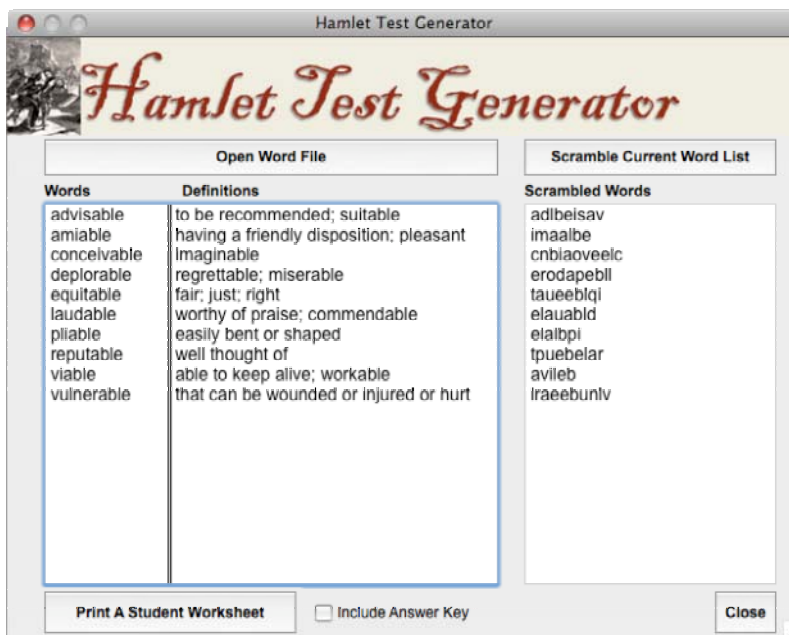 Hamlet Test Generator
Hamlet Test Generator
Open Word File
Scramble Current Word List
Words Definitions Scrambled Words
advisable to be recommended; suitable adlbeisav
amiable having a friendly disposition; pleasant imaalbe
conceivable imaginable cnbiaoveelc
deplorable regrettable; miserable erodapebll
equitable fair; just; right taueeblqi
laudable worthy of praise; commendable elauabld
pliable easily bent or shaped elalbpi
reputable well thought of tpuebelar
viable able to keep alive; workable avileb
vulnerable that can be wounded or injured or hurt lraeebunlv
Print A Student Worksheet Include Answer Key Close